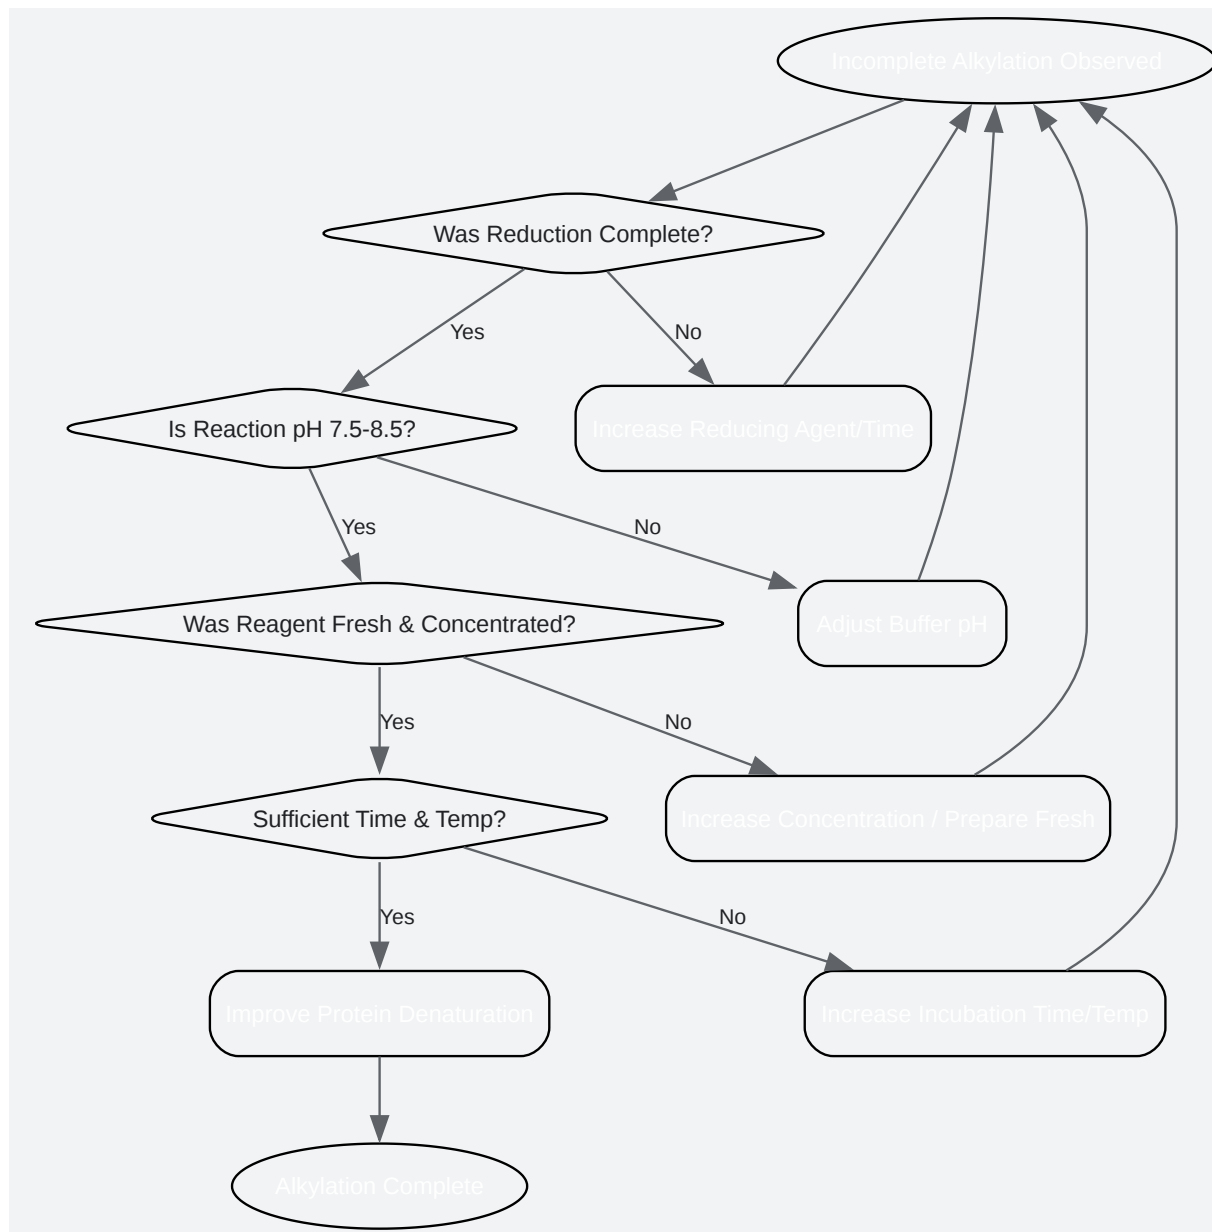 Incomplete Alkylation Observed
Was Reduction Complete?
Yes
No
Is Reaction pH 7.5-8.5?
Increase Reducing Agent/Time
Yes
No
Was Reagent Fresh & Concentrated?
Adjust Buffer pH
Yes
No
Sufficient Time & Temp?
Increase Concentration / Prepare Fresh
Yes
No
Improve Protein Denaturation
Increase Incubation Time/Temp
Alkylation Complete